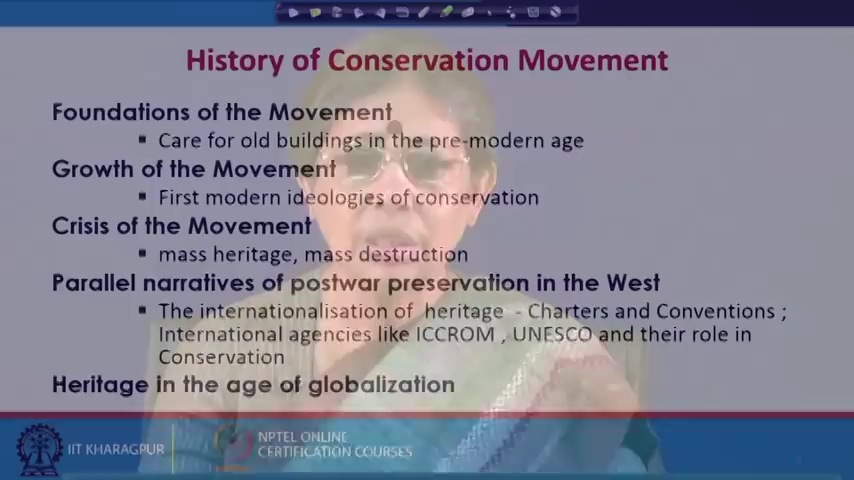 History of Conservation Movement
Foundations of the Movement
▪ Care for old buildings in the pre-modern age
Growth of the Movement
▪ First modern ideologies of conservation
Crisis of the Movement
▪ mass heritage, mass destruction
Parallel narratives of postwar preservation in the West
▪ The internationalisation of heritage - Charters and Conventions ;
International agencies like ICCROM , UNESCO and their role in
Conservation
Heritage in the age of globalization
IIT KHARAGPUR
NPTEL ONLINE
CERTIFICATION COURSES